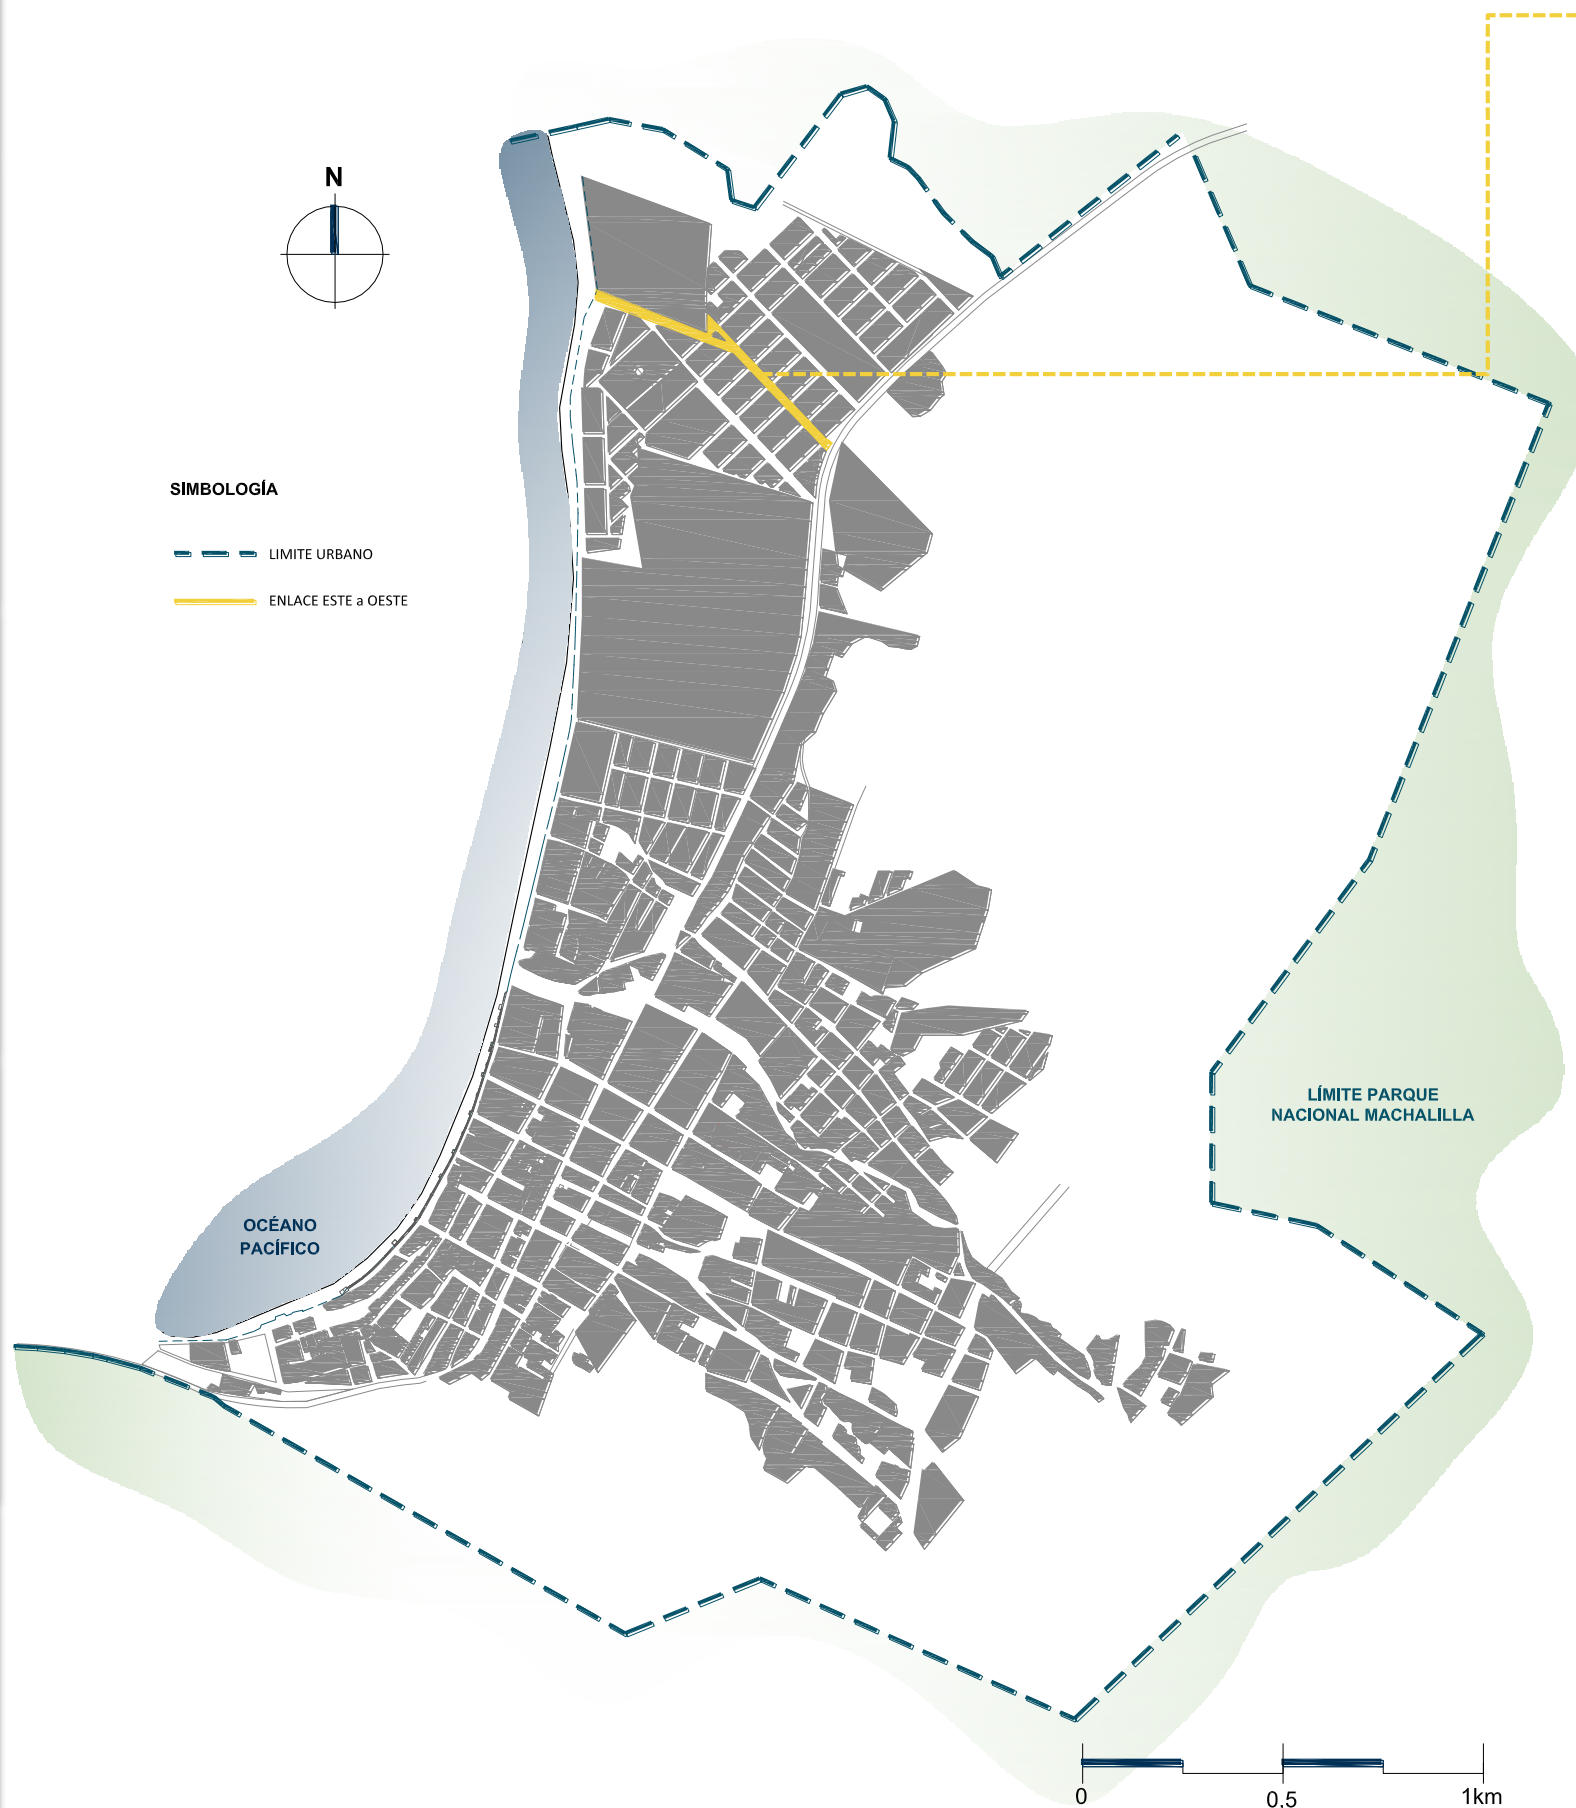 N
SIMBOLOGÍA
LIMITE URBANO
ENLACE ESTE a OESTE
LÍMITE PARQUE
NACIONAL MACHALILLA
OCÉANO
PACÍFICO
0
0,5
1km